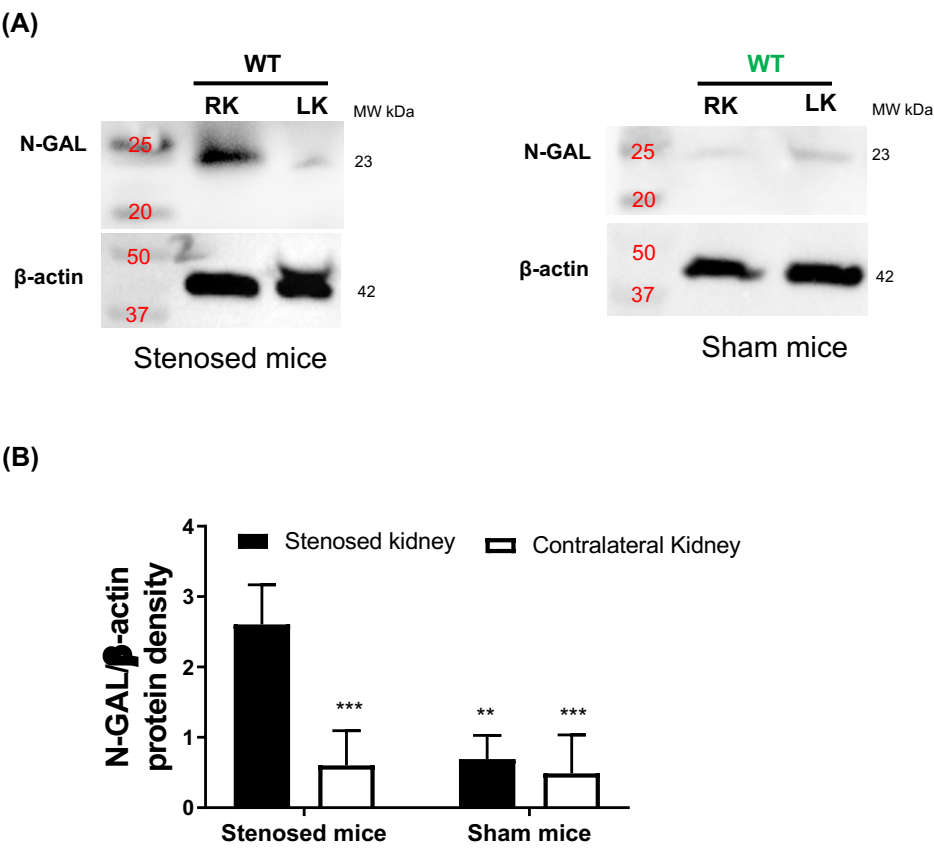 (A)
WT
RK LK MW kDa
N-GAL 25 23
20
2
50
β-actin 42
37
Stenosed mice
WT
RK LK MW kDa
N-GAL 25 23
20
50
β-actin 42
37
Sham mice
(B)
4
3
2
1
0
N-GAL/β-actin
protein density
Stenosed kidney Contralateral Kidney
*** ** ***
Stenosed mice Sham mice